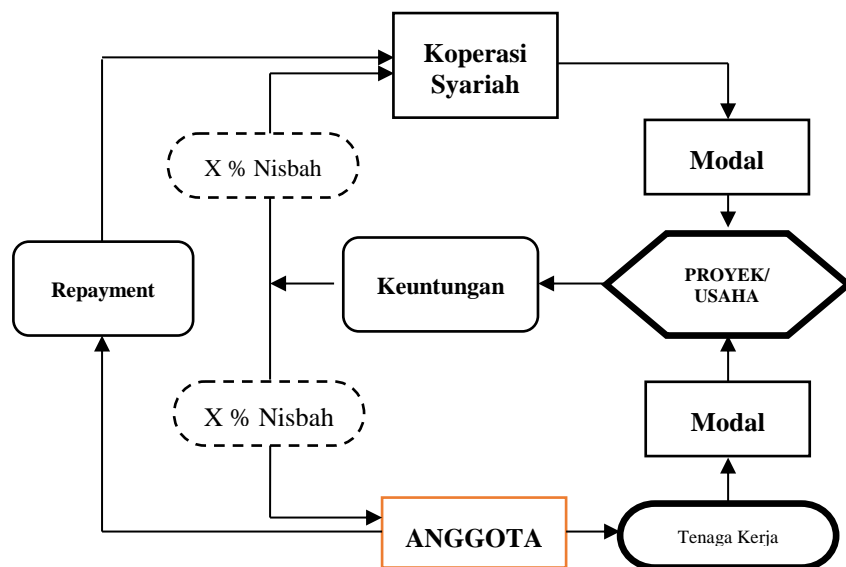 Koperasi
Syariah
X % Nisbah
Modal
Repayment
Keuntungan
PROYEK/
USAHA
X % Nisbah
Modal
ANGGOTA
Tenaga Kerja